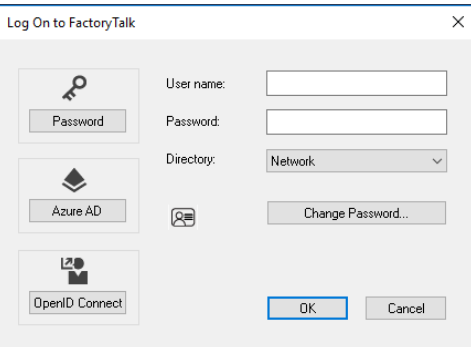 Log On to FactoryTalk
Password
Azure AD
OpenID Connect
User name:
Password:
Directory:
Network
Change Password...
OK
Cancel